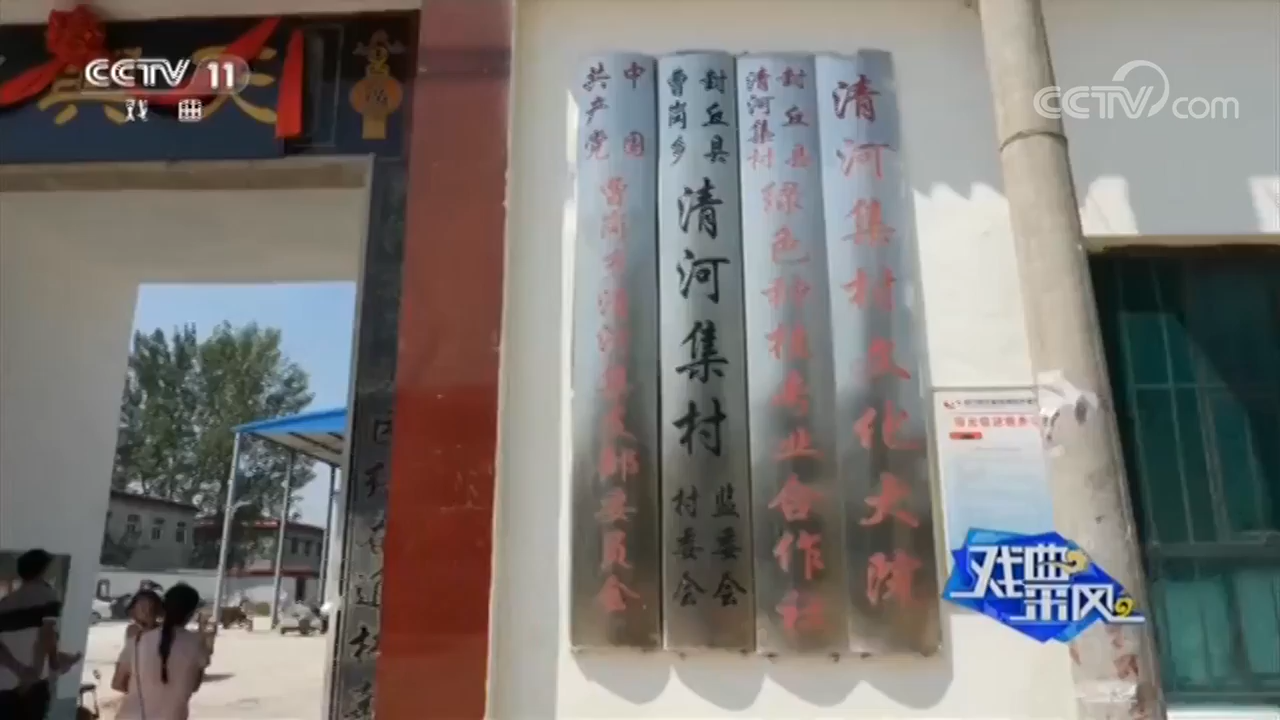 CCTV 11
戏曲
CCTV.com
清河集村文化大院
封丘县
清河集村
绿色种植专业合作社
封丘县
曹岗乡
清河集村
监委会
村委会
中国
共产党
曹岗乡清河集支部委员会
戏曲采风